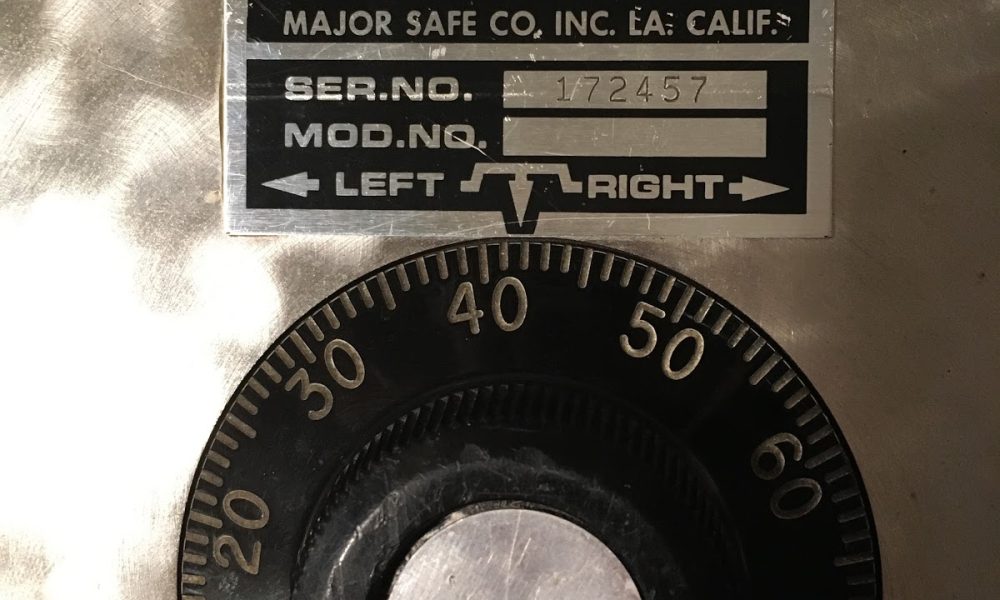 MAJOR SAFE CO. INC. LA. CALIF.
SER.NO. 172457
MOD.NO.
LEFT RIGHT
20 30 40 50 60